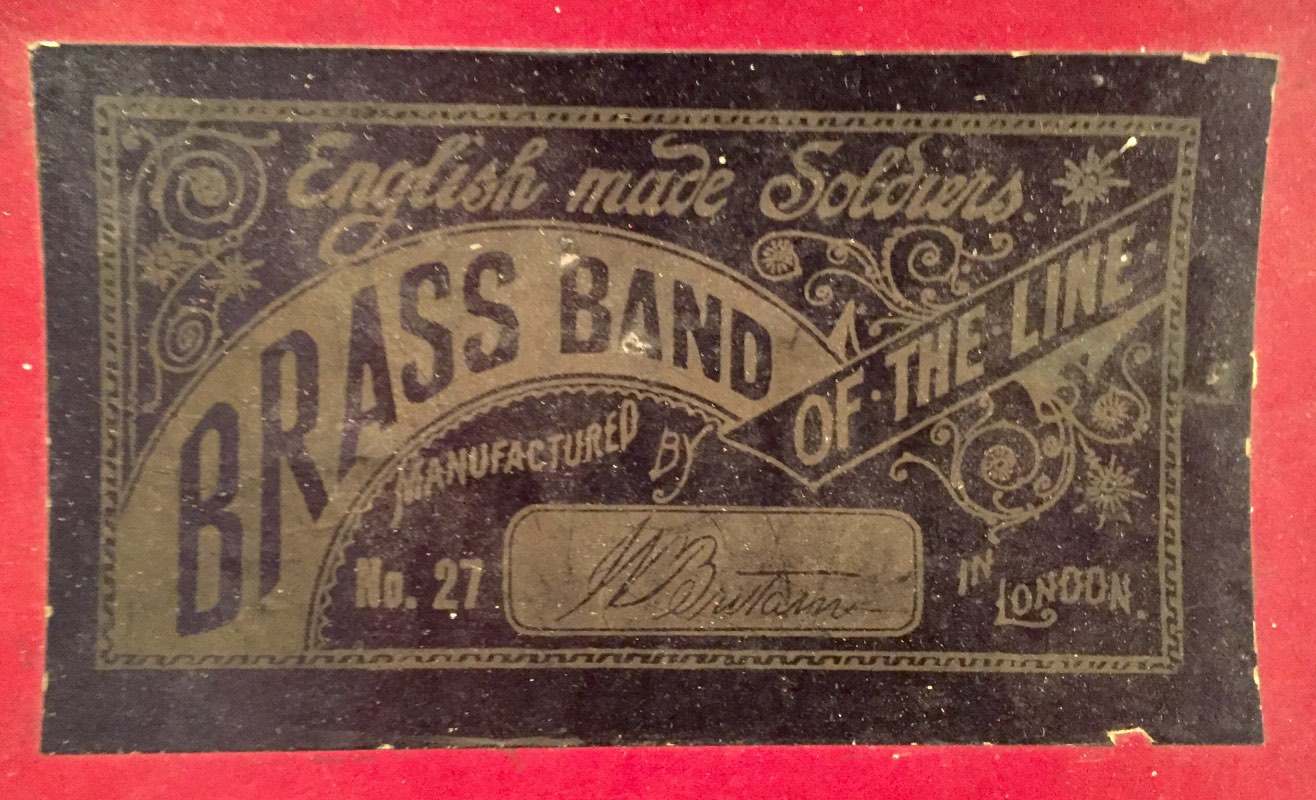 English made Soldiers.
BRASS BAND
OF · THE · LINE ·
MANUFACTURED BY
No. 27
W Britain
IN LONDON.